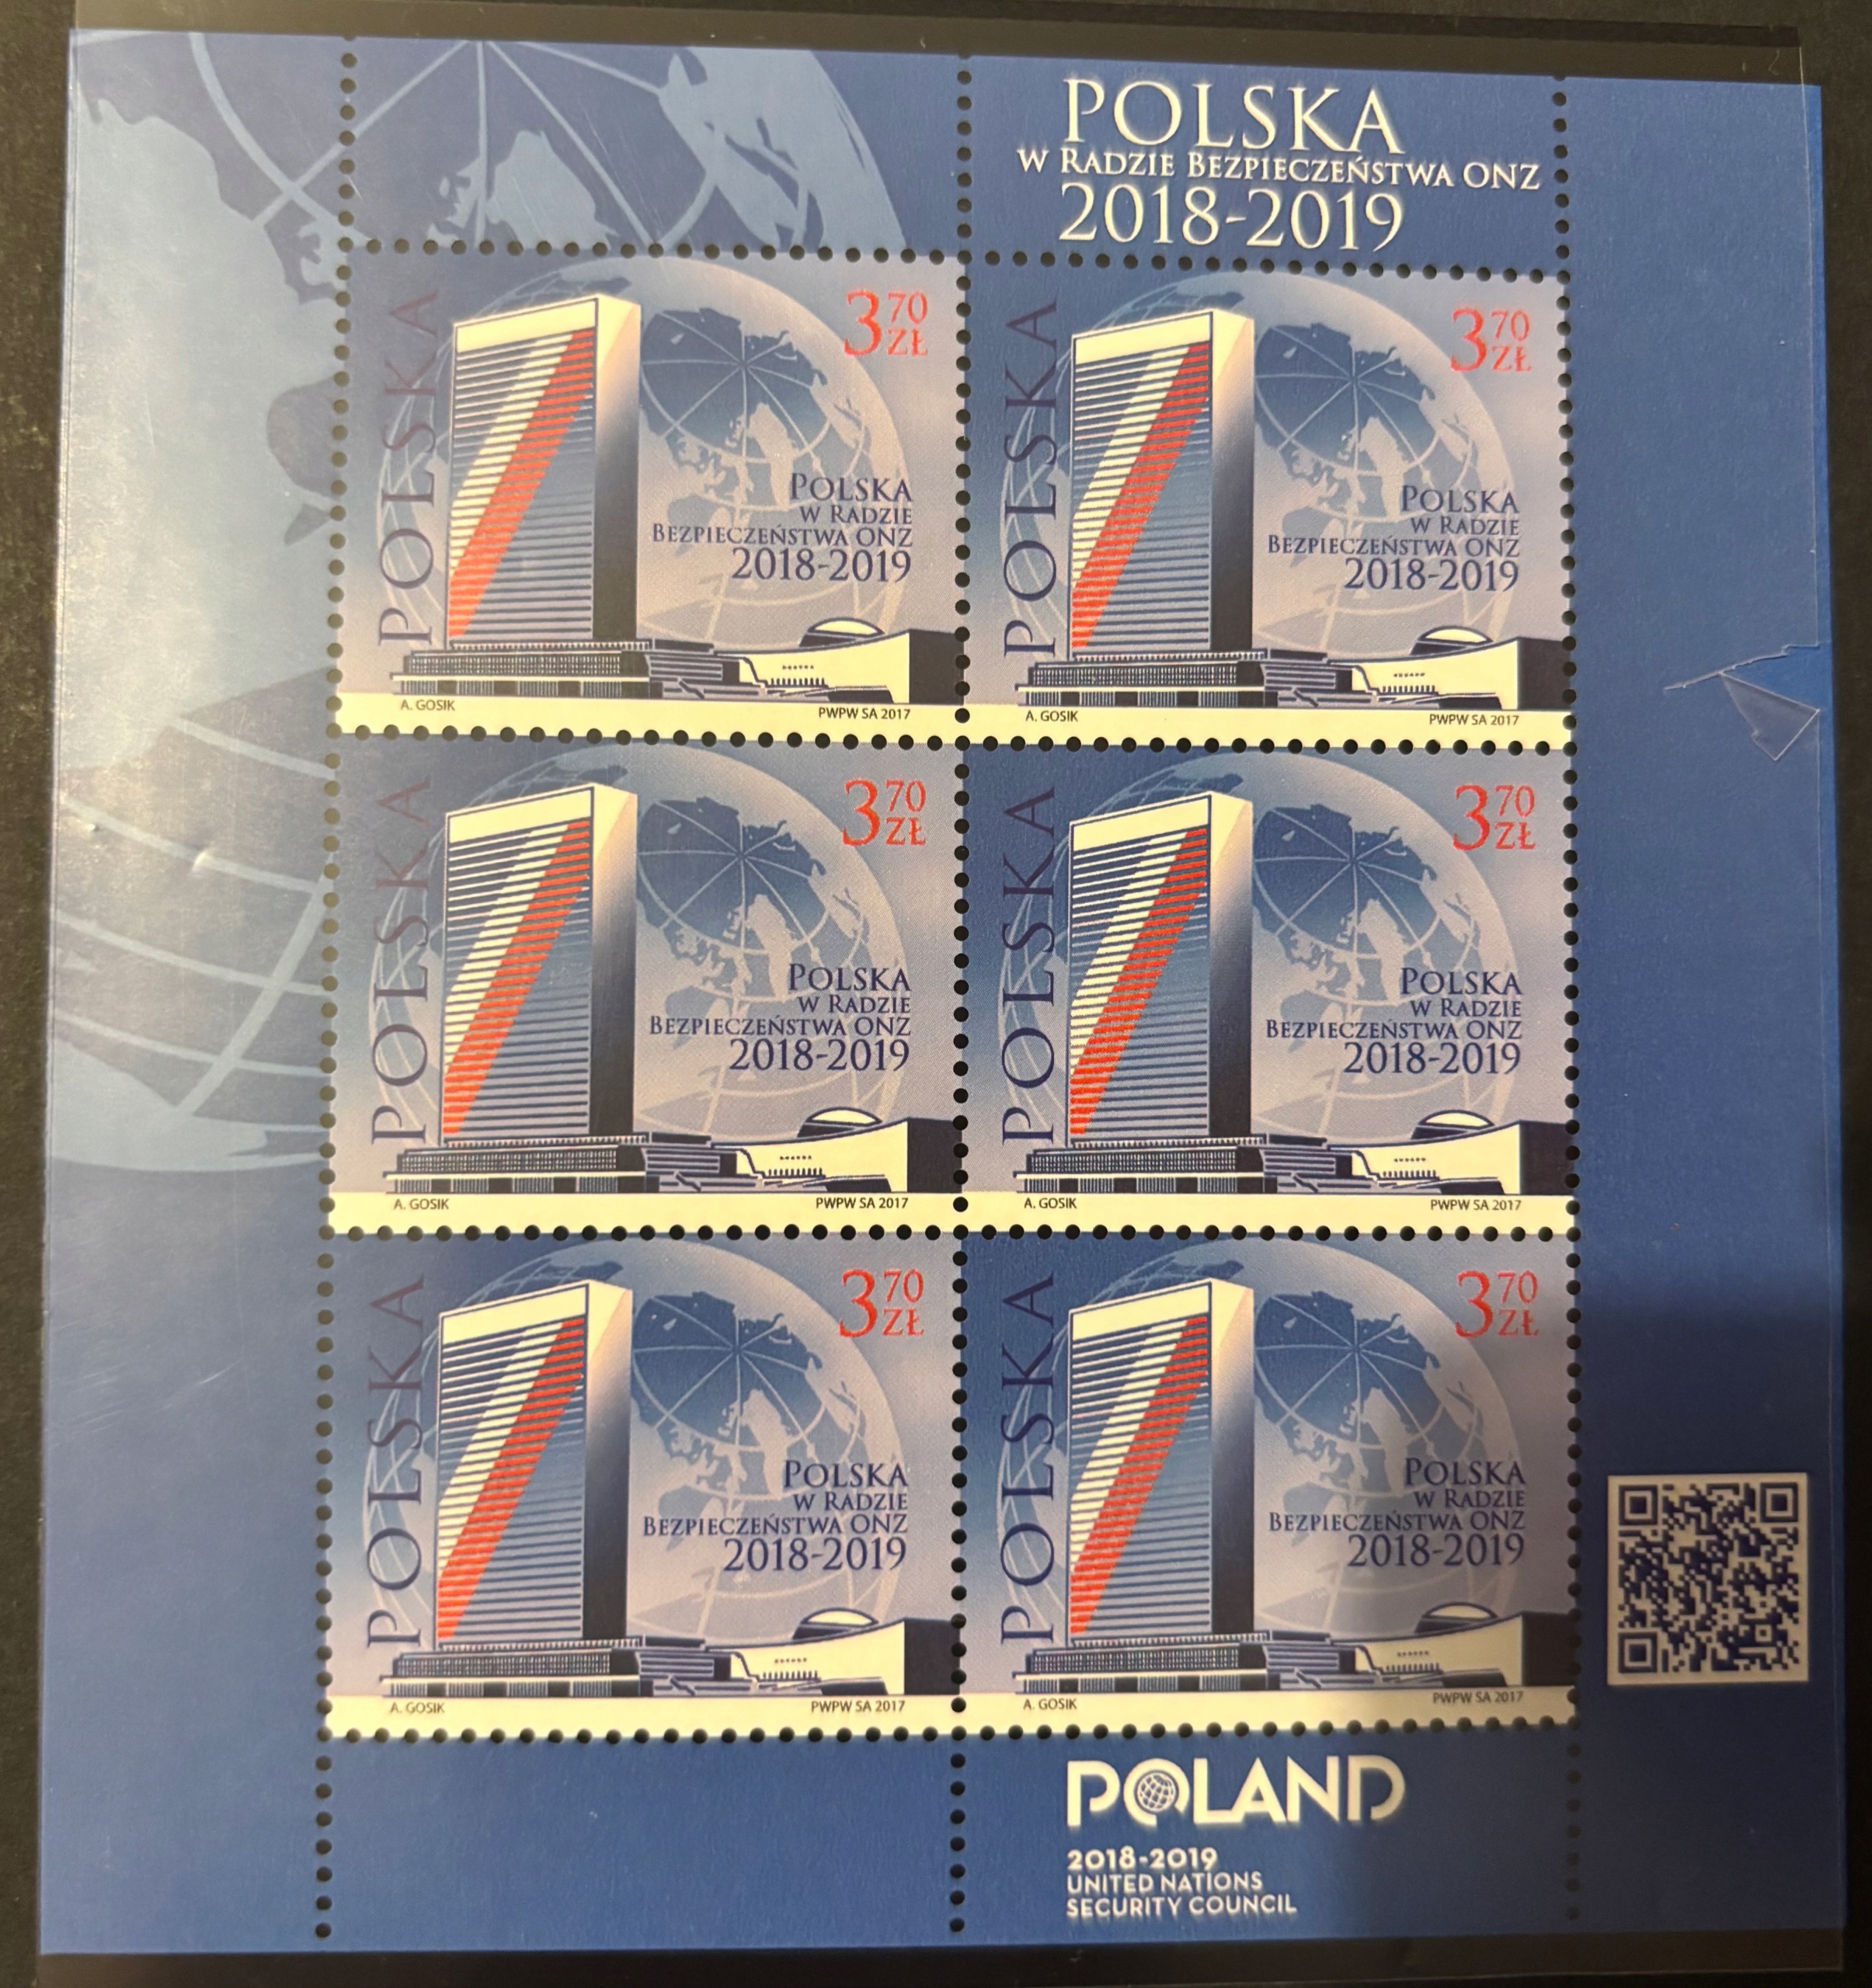 POLSKA
W RADZIE BEZPIECZEŃSTWA ONZ
2018-2019
POLSKA
3 70 ZŁ
POLSKA
W RADZIE
BEZPIECZEŃSTWA ONZ
2018-2019
A. GOSIK
PWPW SA 2017
POLSKA
3 70 ZŁ
POLSKA
W RADZIE
BEZPIECZEŃSTWA ONZ
2018-2019
A. GOSIK
PWPW SA 2017
POLSKA
3 70 ZŁ
POLSKA
W RADZIE
BEZPIECZEŃSTWA ONZ
2018-2019
A. GOSIK
PWPW SA 2017
POLSKA
3 70 ZŁ
POLSKA
W RADZIE
BEZPIECZEŃSTWA ONZ
2018-2019
A. GOSIK
PWPW SA 2017
POLSKA
3 70 ZŁ
POLSKA
W RADZIE
BEZPIECZEŃSTWA ONZ
2018-2019
A. GOSIK
PWPW SA 2017
POLSKA
3 70 ZŁ
POLSKA
W RADZIE
BEZPIECZEŃSTWA ONZ
2018-2019
A. GOSIK
PWPW SA 2017
POLAND
2018-2019
UNITED NATIONS
SECURITY COUNCIL